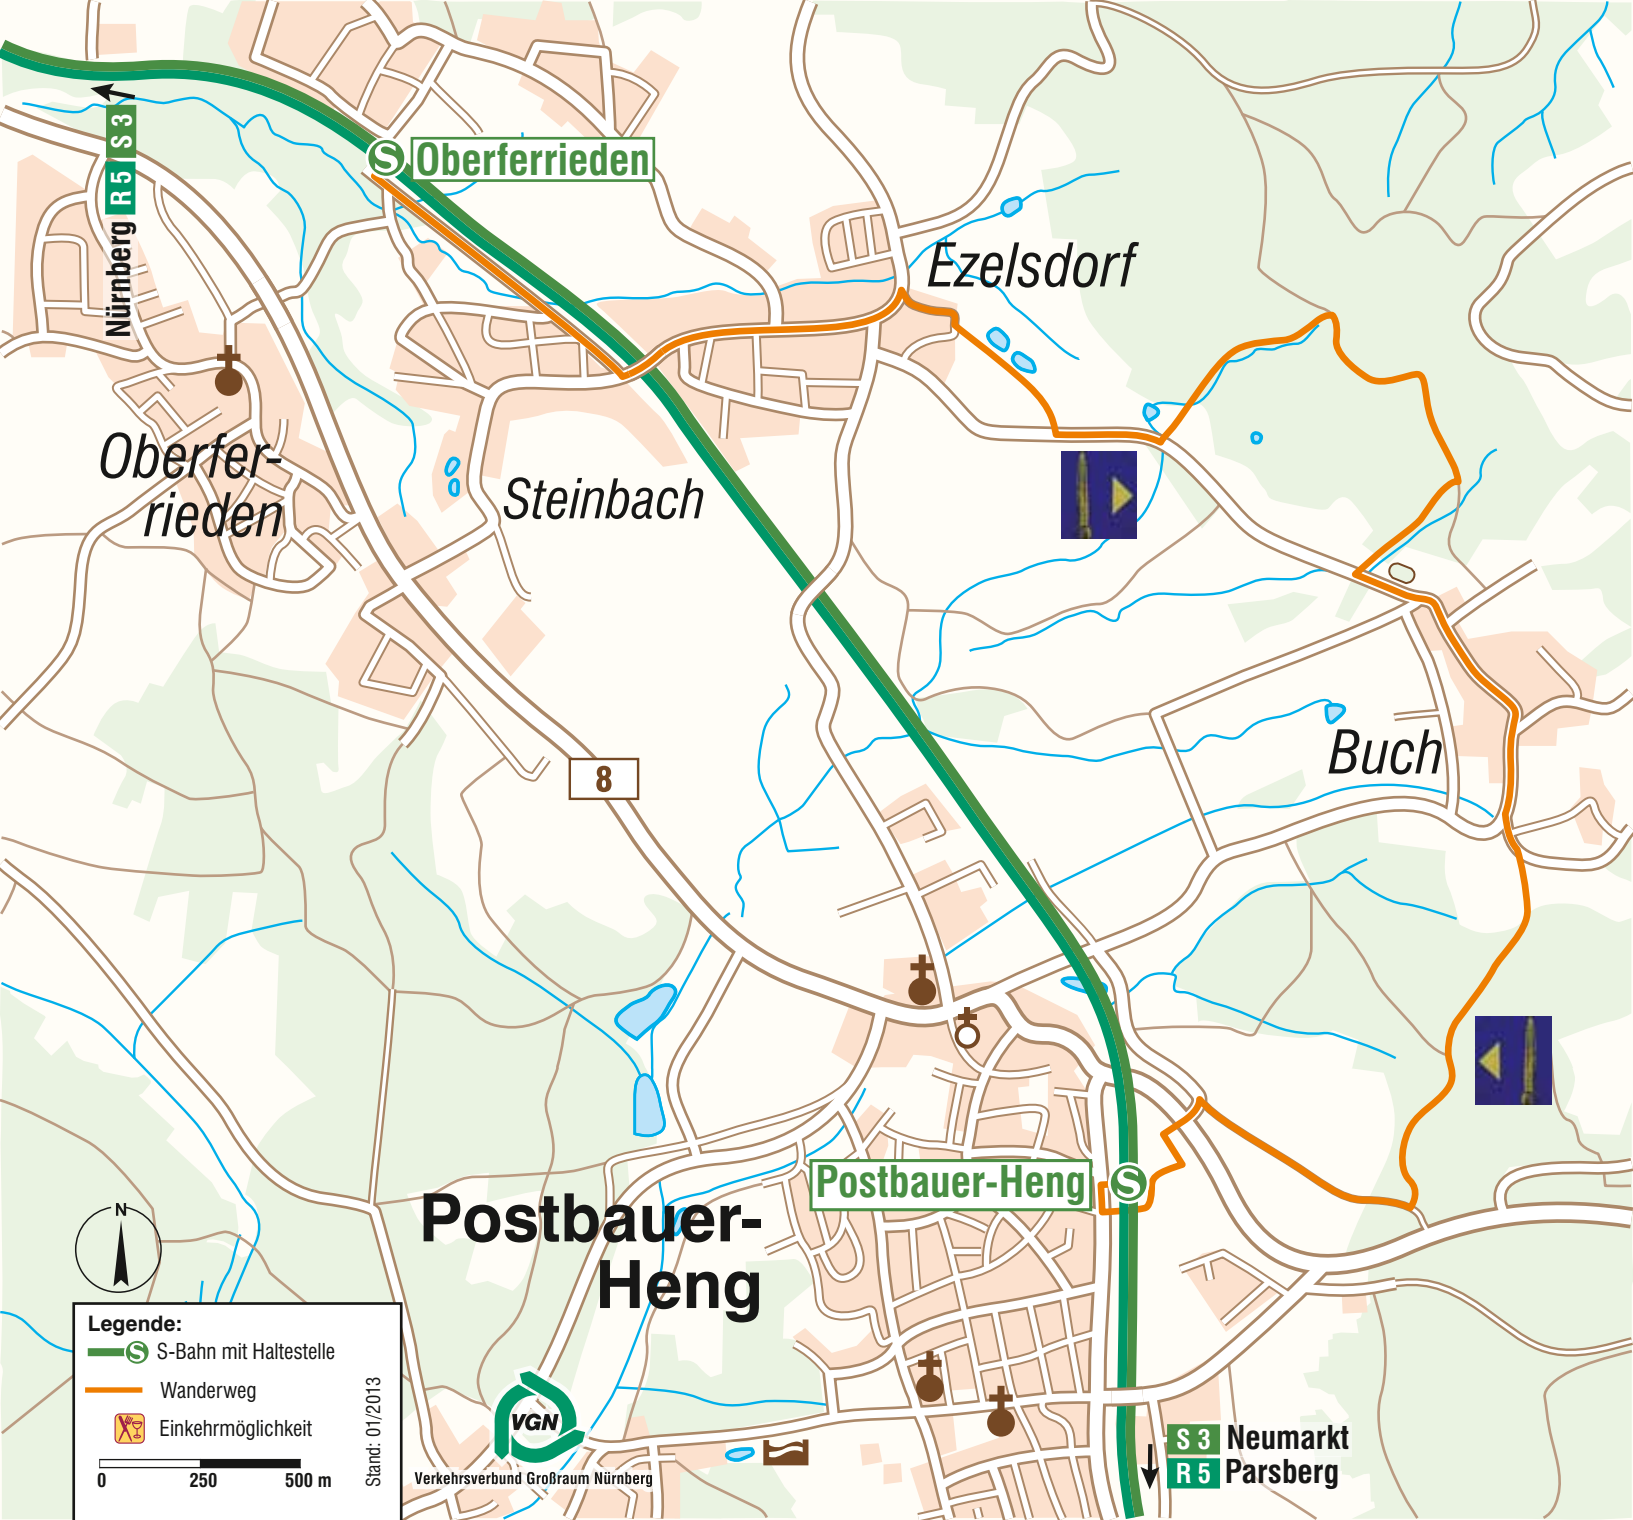 S 3
R 5
Nürnberg
S
Oberferrieden
Ezelsdorf
Oberfer-
rieden
Steinbach
Buch
8
Postbauer-Heng
S
Postbauer-
Heng
N
Legende:
S
S-Bahn mit Haltestelle
Wanderweg
Einkehrmöglichkeit
0 250 500 m
Stand: 01/2013
VGN
Verkehrsverbund Großraum Nürnberg
S 3 Neumarkt
R 5 Parsberg